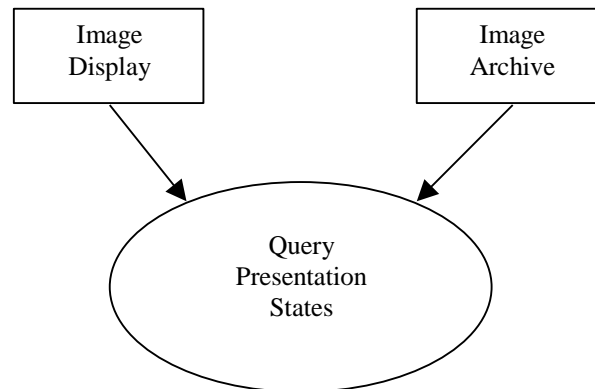 Image
Display
Image
Archive
Query
Presentation
States